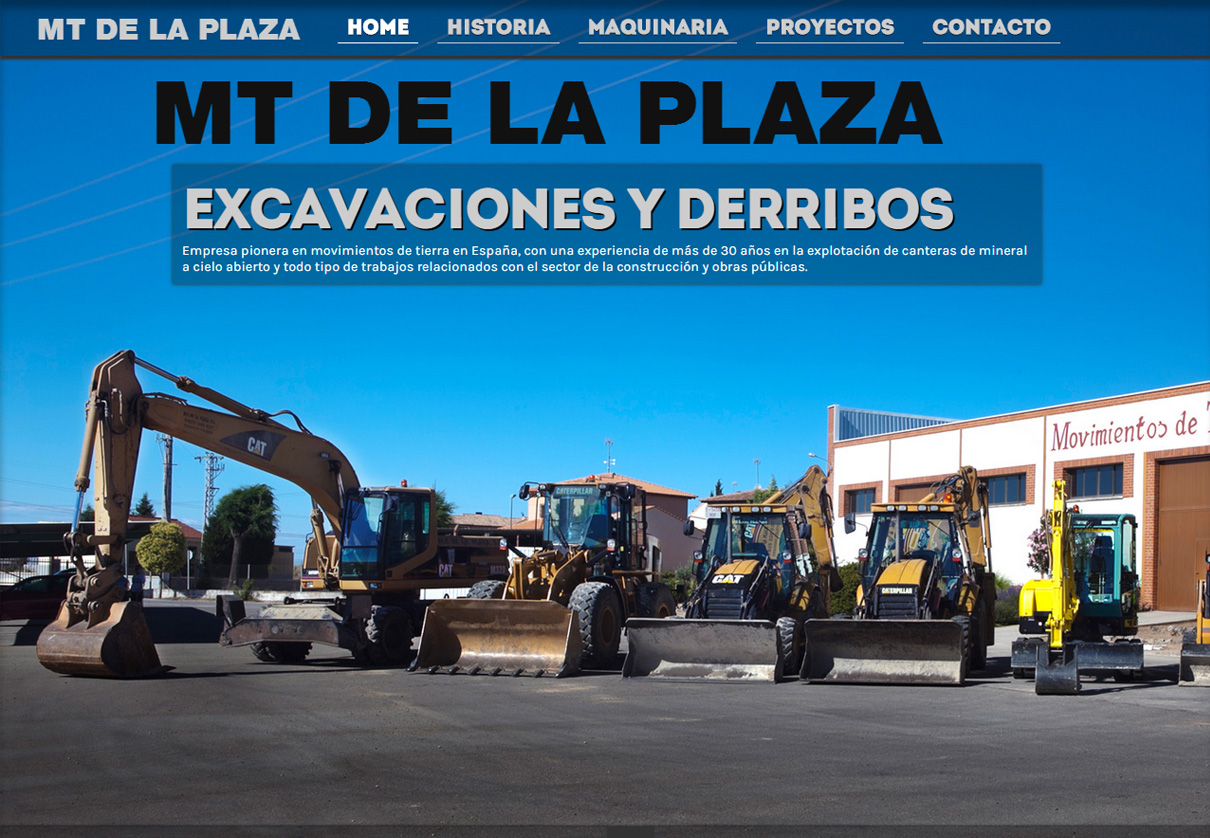 MT DE LA PLAZA
HOME
HISTORIA
MAQUINARIA
PROYECTOS
CONTACTO
MT DE LA PLAZA
EXCAVACIONES Y DERRIBOS
Empresa pionera en movimientos de tierra en España, con una experiencia de más de 30 años en la explotación de canteras de mineral
a cielo abierto y todo tipo de trabajos relacionados con el sector de la construcción y obras públicas.
Movimientos de
CAT
CATERPILLAR
CAT
CAT
CATERPILLAR